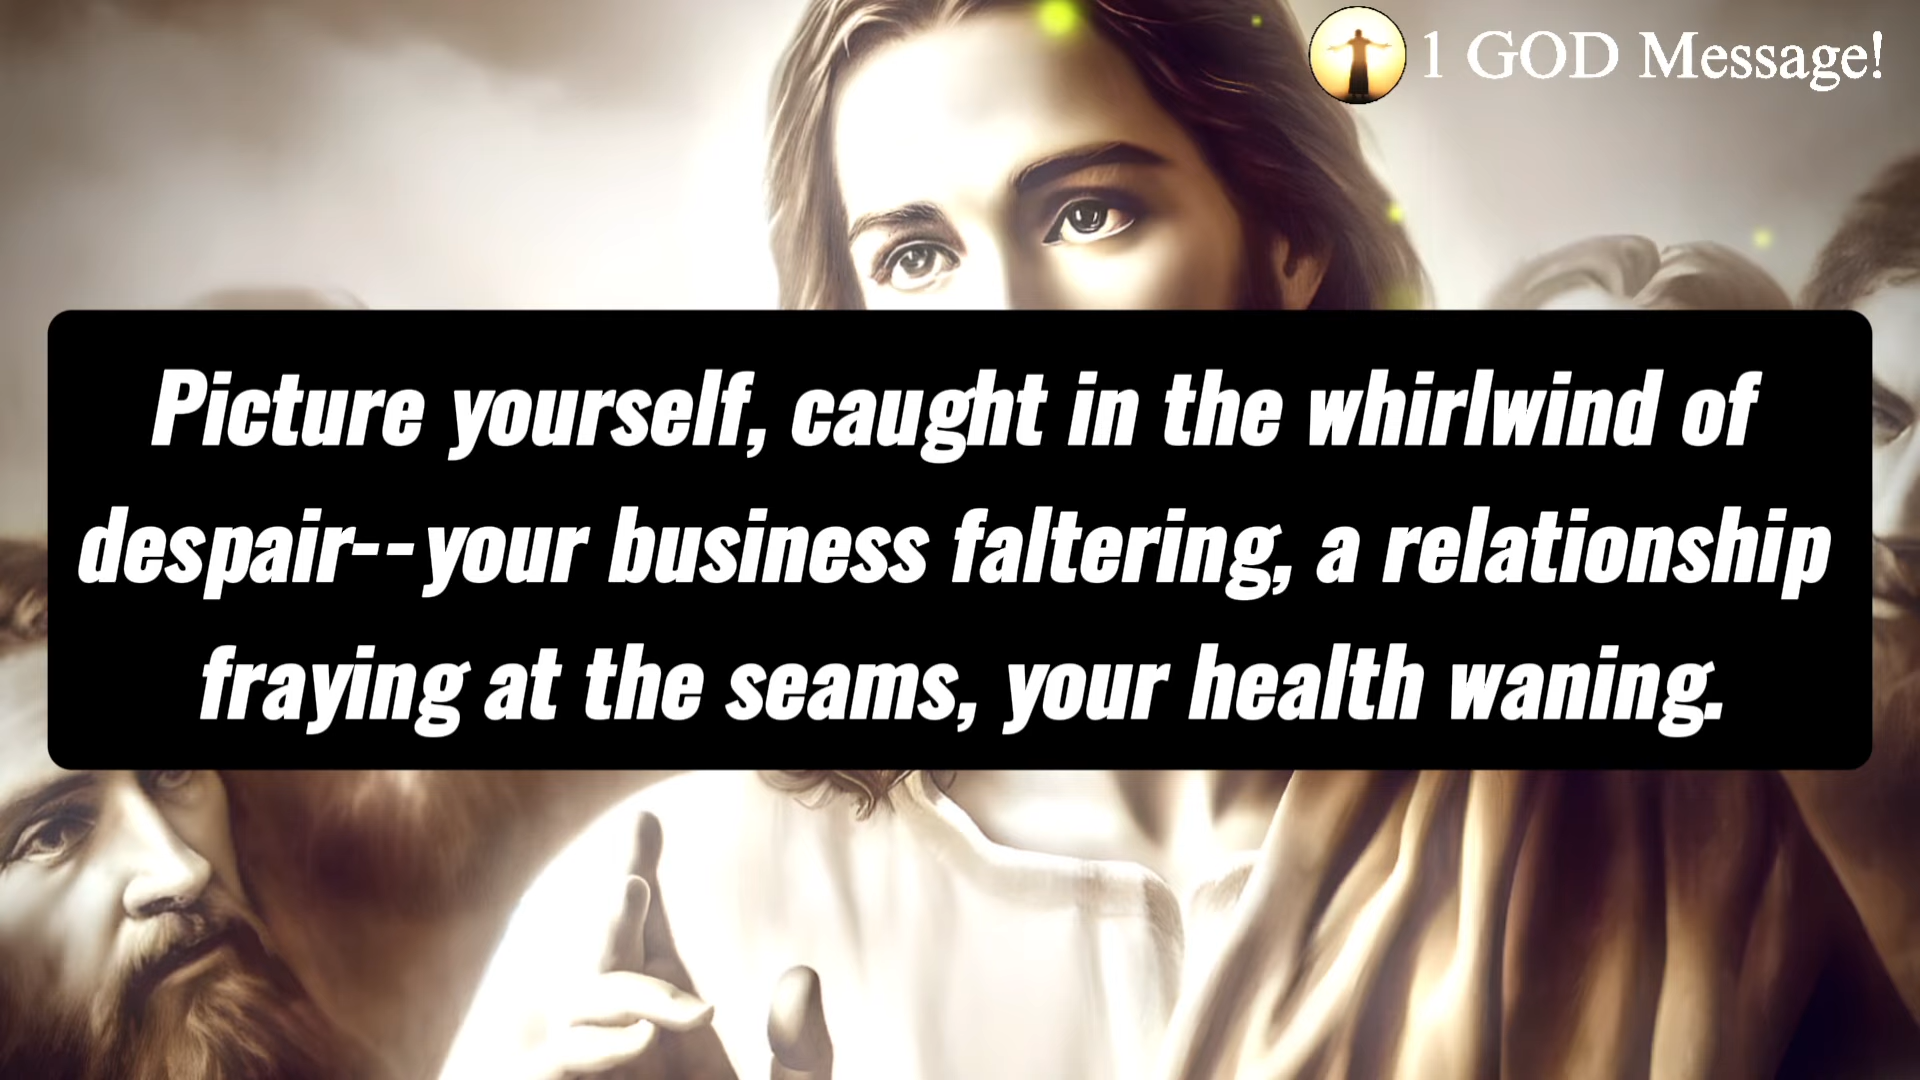 1 GOD Message!
Picture yourself, caught in the whirlwind of
despair--your business faltering, a relationship
fraying at the seams, your health waning.